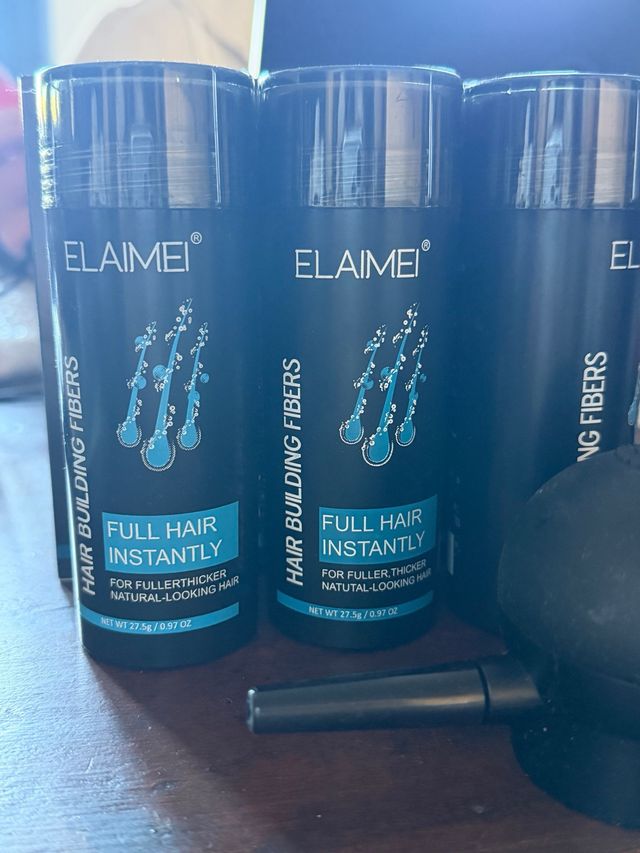 ELAIMEI®
HAIR BUILDING FIBERS
FULL HAIR
INSTANTLY
FOR FULLERTHICKER
NATURAL-LOOKING HAIR
NET WT 27.5g / 0.97 OZ
ELAIMEI®
HAIR BUILDING FIBERS
FULL HAIR
INSTANTLY
FOR FULLER,THICKER
NATUTAL-LOOKING HAIR
NET WT 27.5g / 0.97 OZ
EL
NG FIBERS